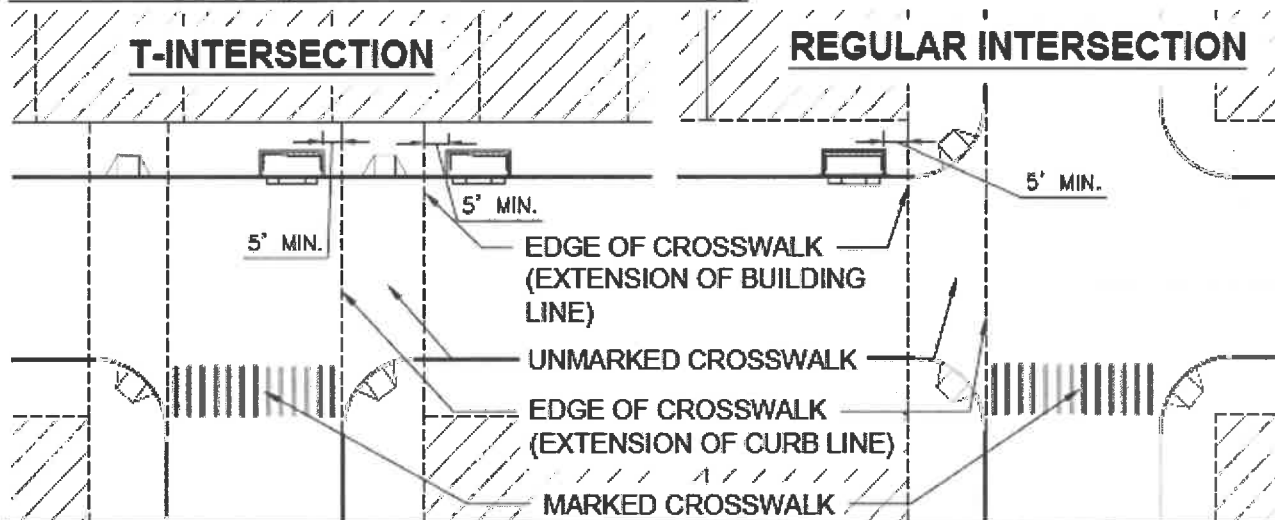 T-INTERSECTION
REGULAR INTERSECTION
5' MIN.
5' MIN.
5' MIN.
EDGE OF CROSSWALK
(EXTENSION OF BUILDING
LINE)
UNMARKED CROSSWALK
EDGE OF CROSSWALK
(EXTENSION OF CURB LINE)
MARKED CROSSWALK